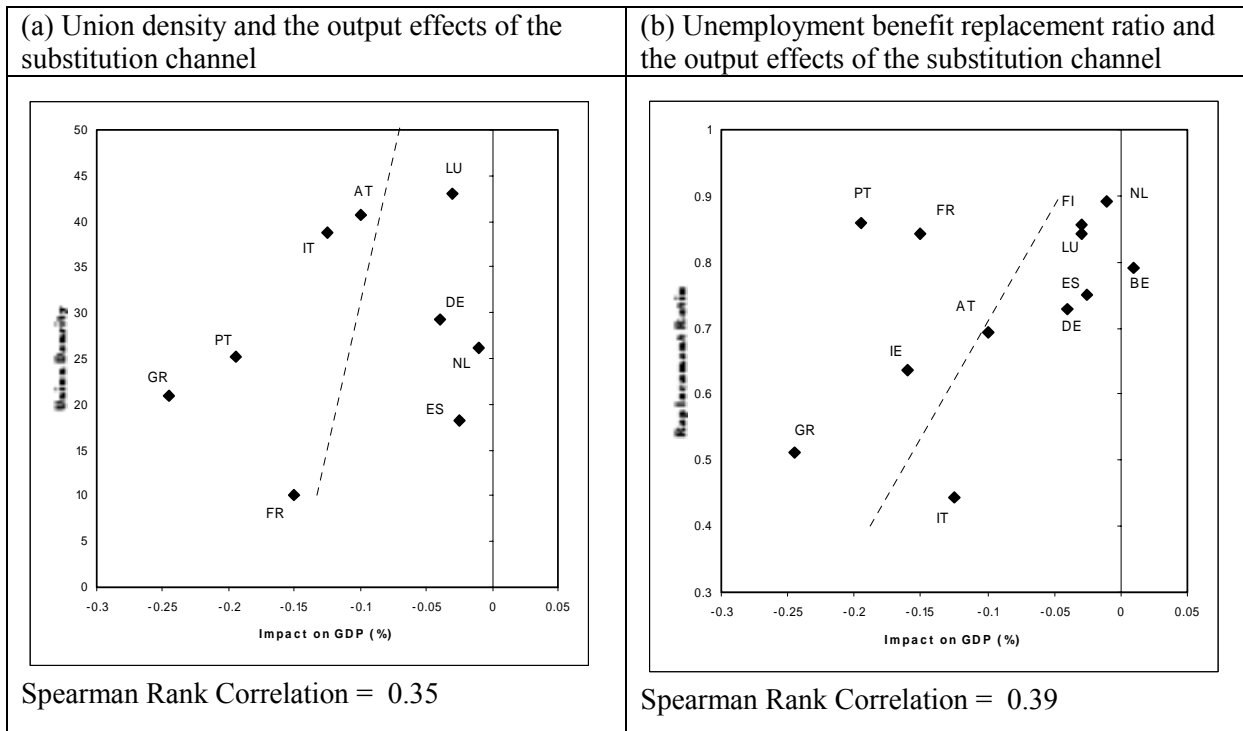 (a) Union density and the output effects of the
substitution channel
50
45
40
35
30
25
20
15
10
5
0
-0.3
-0.25
-0.2
-0.15
-0.1
-0.05
0
0.05
LU
AT
IT
DE
PT
NL
GR
ES
FR
Union Density
Impact on GDP (%)
Spearman Rank Correlation = 0.35
(b) Unemployment benefit replacement ratio and
the output effects of the substitution channel
1
0.9
0.8
0.7
0.6
0.5
0.4
0.3
-0.3
-0.25
-0.2
-0.15
-0.1
-0.05
0
0.05
PT
FR
FI
NL
LU
ES
BE
AT
DE
IE
GR
IT
Replacement Ratio
Impact on GDP (%)
Spearman Rank Correlation = 0.39